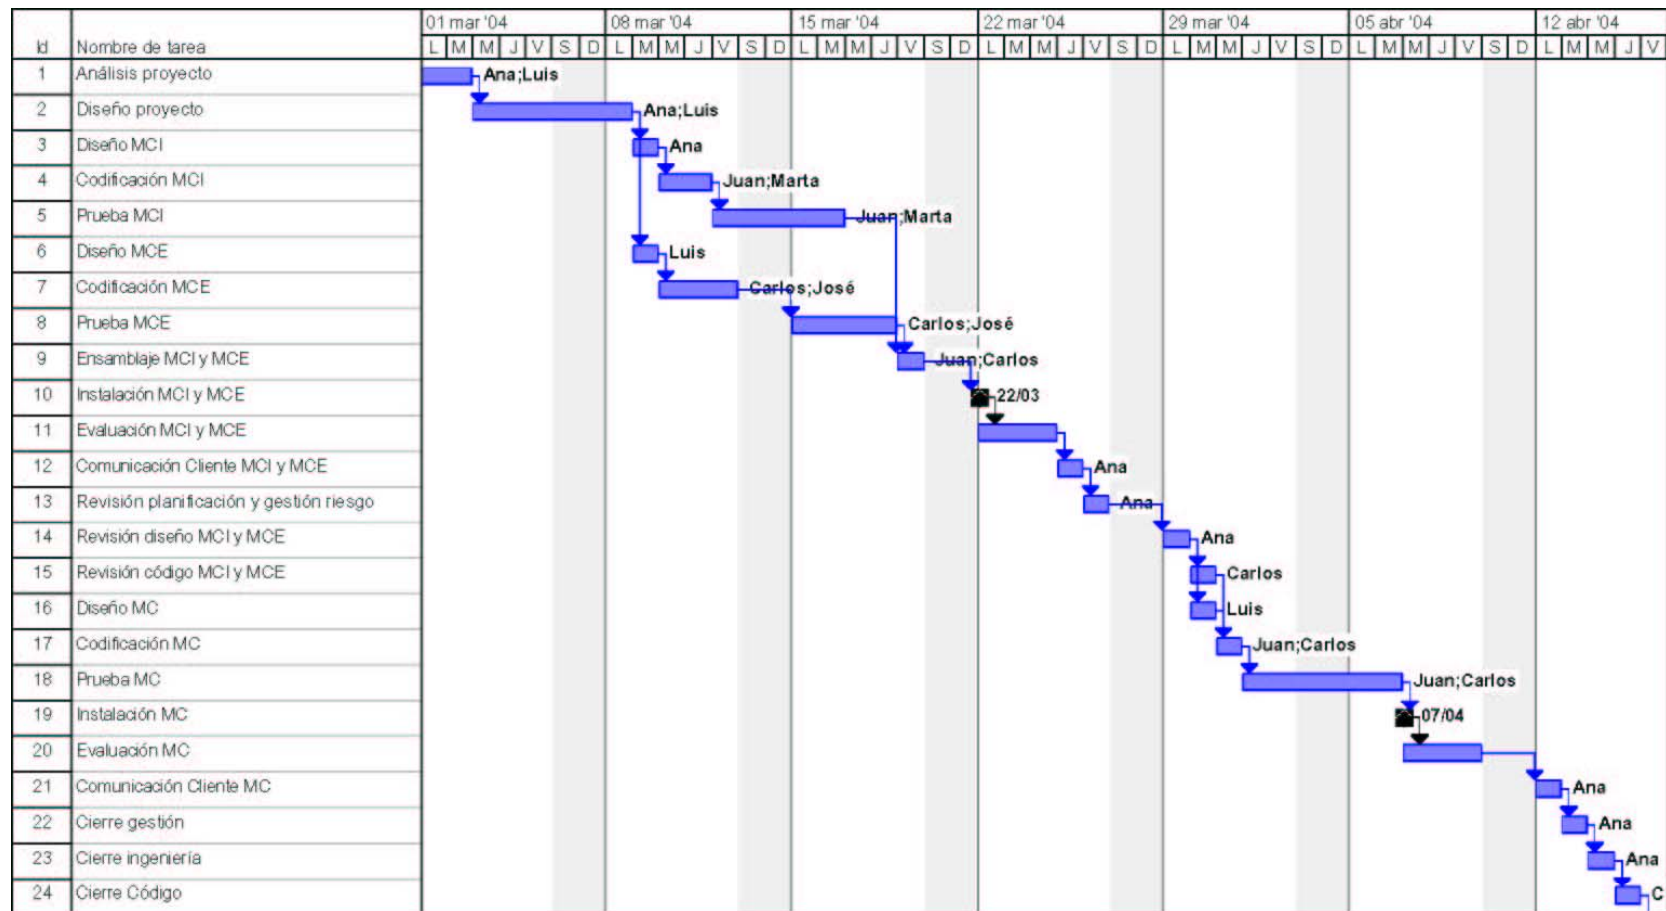 01 mar '04 08 mar '04 15 mar '04 22 mar '04 29 mar '04 05 abr '04 12 abr '04
Id Nombre de tarea L M M J V S D L M M J V S D L M M J V S D L M M J V S D L M M J V S D L M M J V S D L M M J V
1 Análisis proyecto Ana;Luis
2 Diseño proyecto Ana;Luis
3 Diseño MCI Ana
4 Codificación MCI Juan;Marta
5 Prueba MCI Juan;Marta
6 Diseño MCE Luis
7 Codificación MCE Carlos;José
8 Prueba MCE Carlos;José
9 Ensamblaje MCI y MCE Juan;Carlos
10 Instalación MCI y MCE 22/03
11 Evaluación MCI y MCE
12 Comunicación Cliente MCI y MCE Ana
13 Revisión planificación y gestión riesgo Ana
14 Revisión diseño MCI y MCE Ana
15 Revisión código MCI y MCE Carlos
16 Diseño MC Luis
17 Codificación MC Juan;Carlos
18 Prueba MC Juan;Carlos
19 Instalación MC 07/04
20 Evaluación MC
21 Comunicación Cliente MC Ana
22 Cierre gestión Ana
23 Cierre ingeniería Ana
24 Cierre Código C